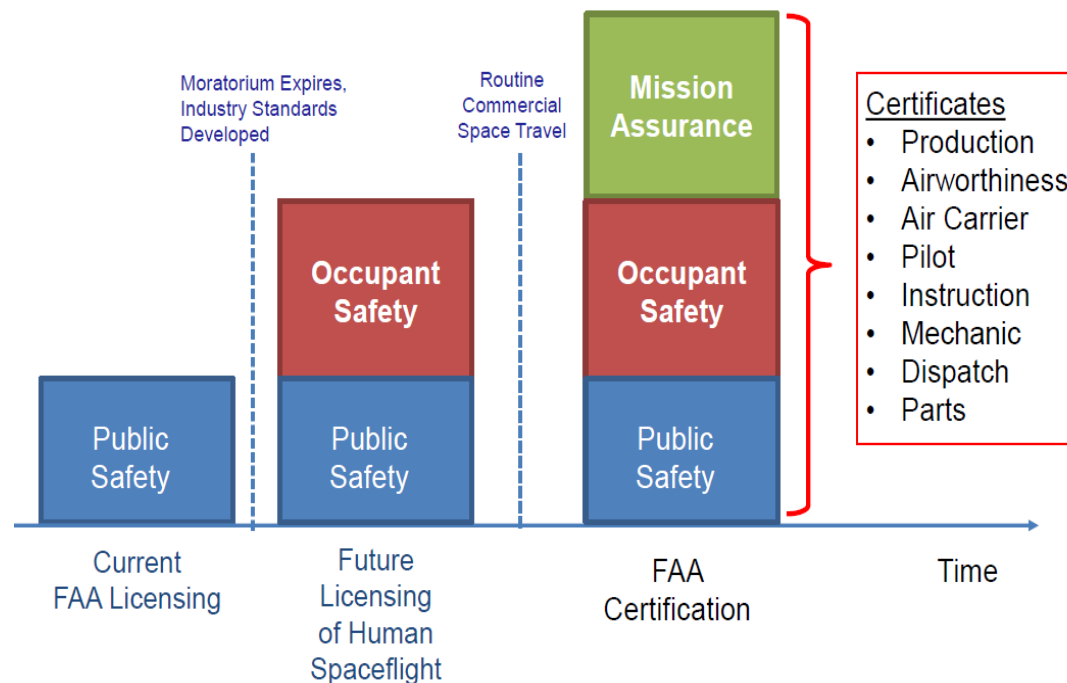 Moratorium Expires,
Industry Standards
Developed
Routine
Commercial
Space Travel
Mission
Assurance
Occupant
Safety
Occupant
Safety
Public
Safety
Public
Safety
Public
Safety
Certificates
• Production
• Airworthiness
• Air Carrier
• Pilot
• Instruction
• Mechanic
• Dispatch
• Parts
Current
FAA Licensing
Future
Licensing
of Human
Spaceflight
FAA
Certification
Time